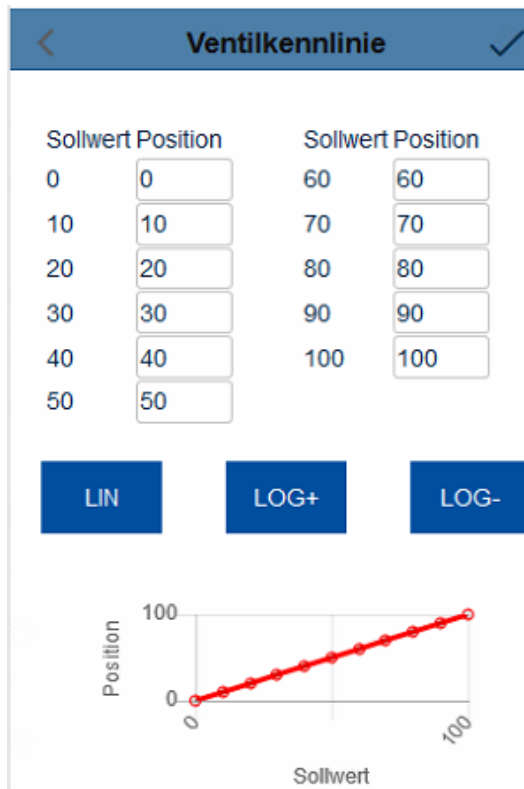 Ventilkennlinie
Sollwert Position Sollwert Position
0 0 60 60
10 10 70 70
20 20 80 80
30 30 90 90
40 40 100 100
50 50
LIN LOG+ LOG-
100
Position
0
0 100
Sollwert